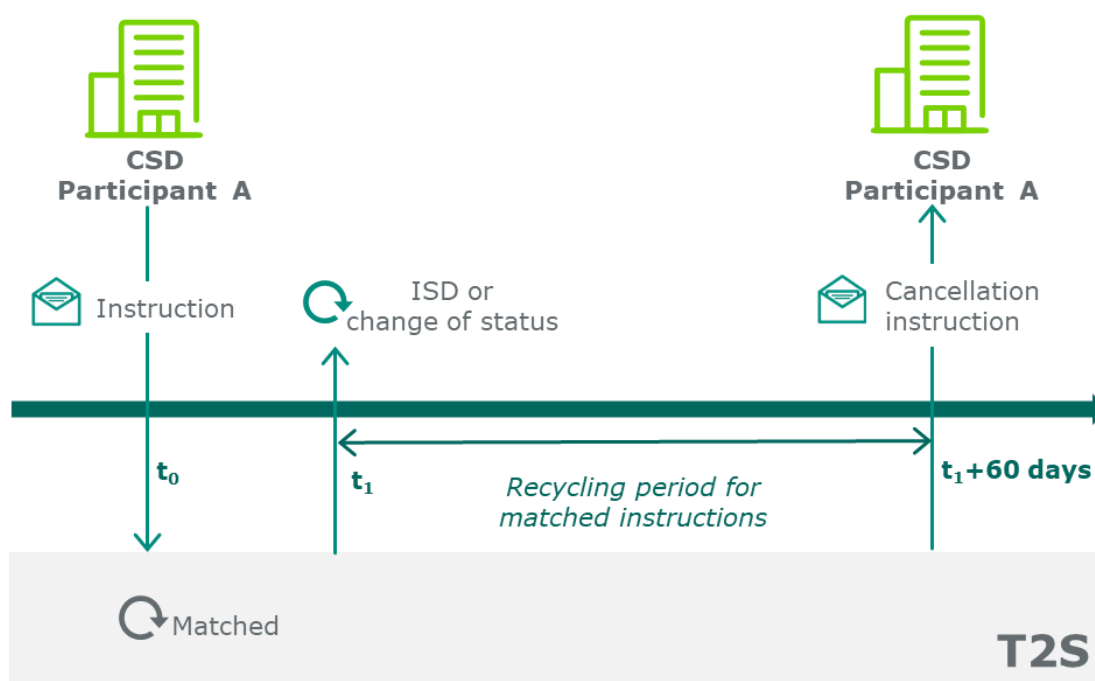 CSD
Participant A
CSD
Participant A
Instruction
ISD or
change of status
Cancellation
instruction
t₀
t₁
Recycling period for
matched instructions
t₁+60 days
Matched
T2S